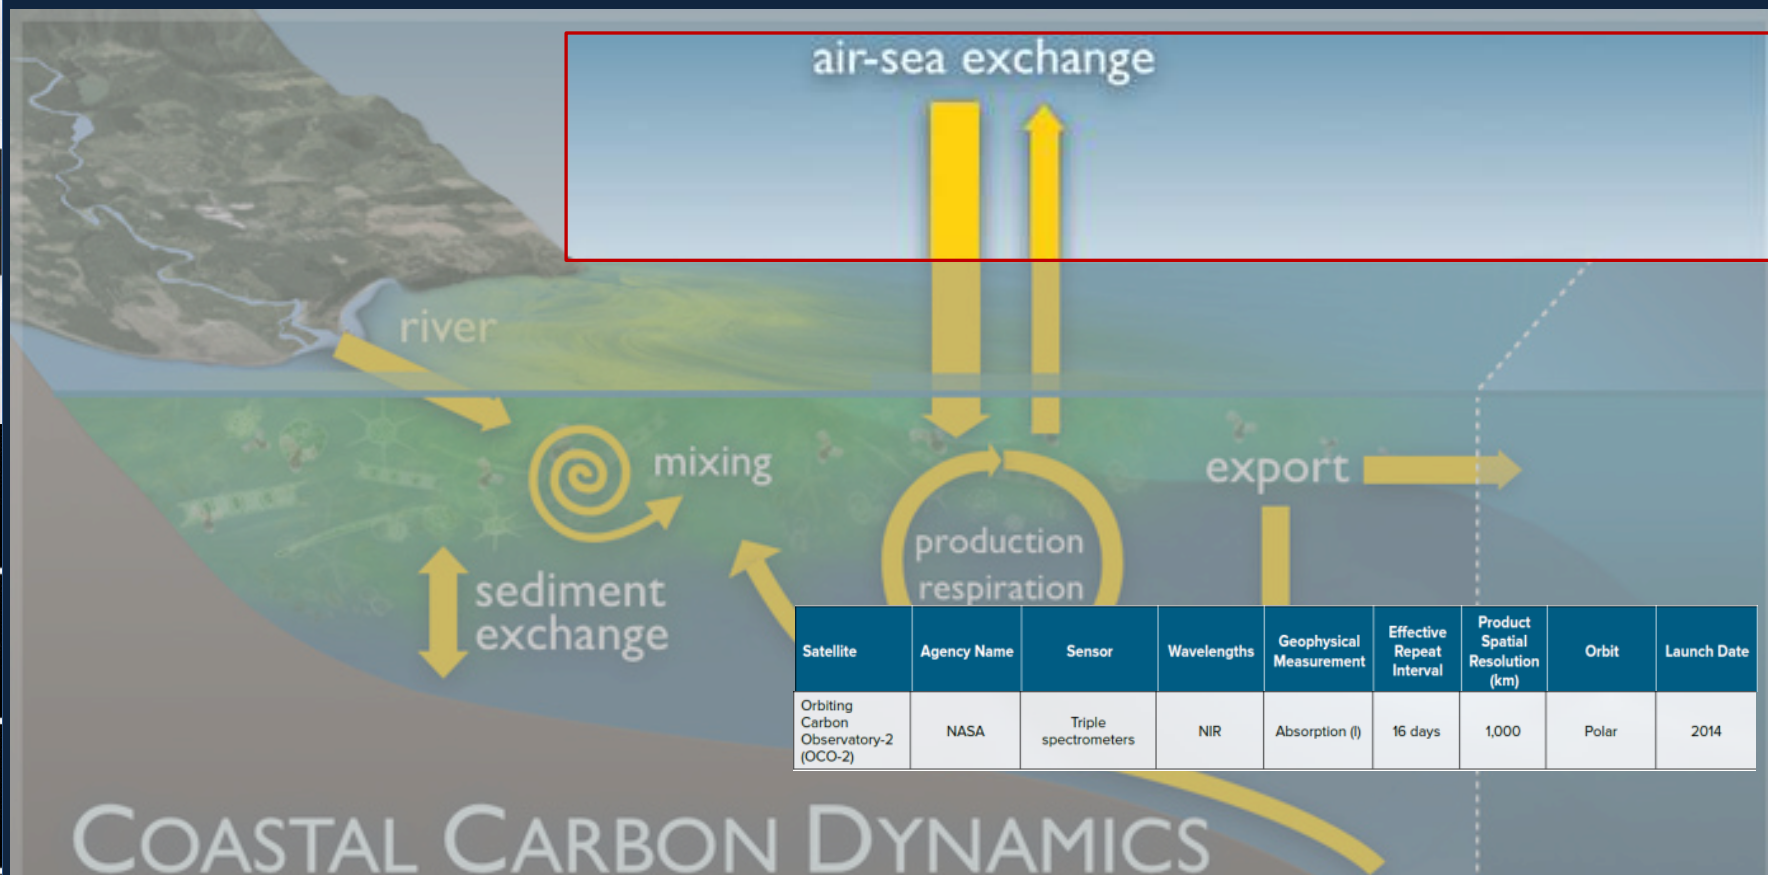 air-sea exchange
river
mixing
export
production
respiration
sediment
exchange
Satellite Agency Name Sensor Wavelengths Geophysical Measurement Effective Repeat Interval Product Spatial Resolution (km) Orbit Launch Date
Orbiting Carbon Observatory-2 (OCO-2) NASA Triple spectrometers NIR Absorption (I) 16 days 1,000 Polar 2014
COASTAL CARBON DYNAMICS